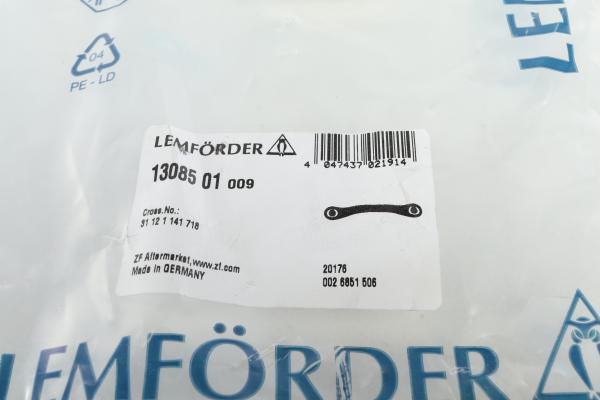 04
PE-LD
LE
LEMFÖRDER
4 047437 021914
13085 01 009
Cross.No.:
31 12 1 141 718
ZF Aftermarket,www.zf.com
Made in GERMANY
20176
002 6851 506
LEMFÖRDER